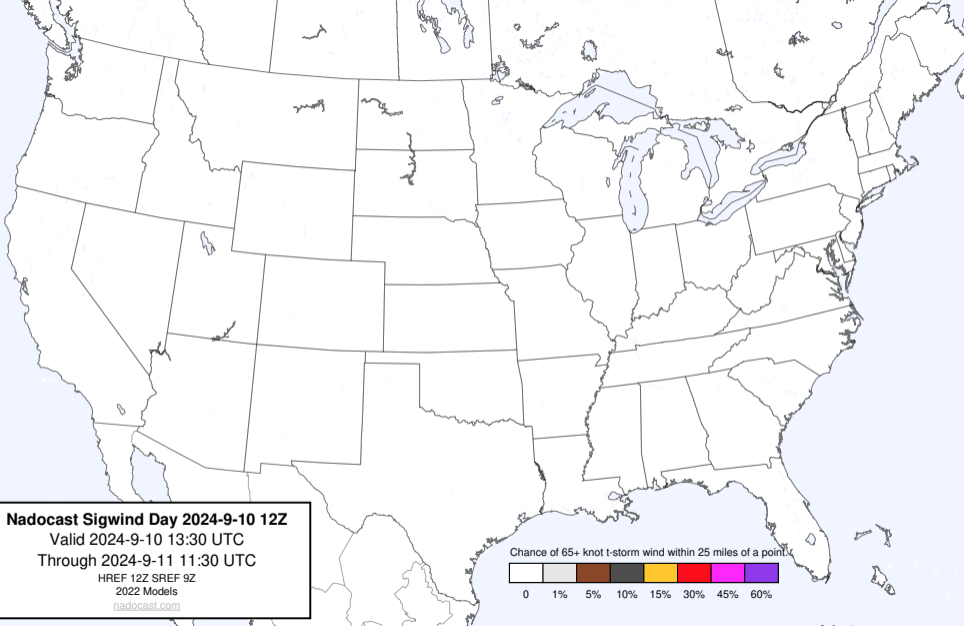 Nadocast Sigwind Day 2024-9-10 12Z
Valid 2024-9-10 13:30 UTC
Through 2024-9-11 11:30 UTC
HREF 12Z SREF 9Z
2022 Models
nadocast.com
Chance of 65+ knot t-storm wind within 25 miles of a point.
0 1% 5% 10% 15% 30% 45% 60%